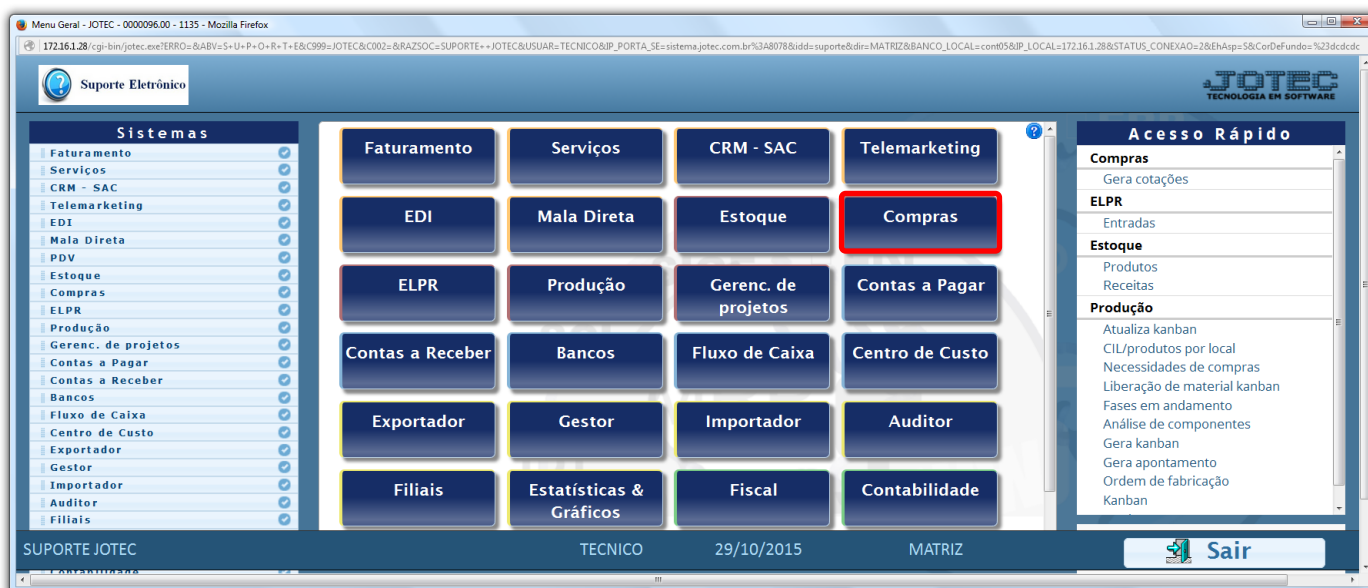 Menu Geral - JOTEC - 0000096.00 - 1135 - Mozilla Firefox
172.16.1.28/cgi-bin/jotec.exe?ERRO=&ABV=S+U+P+O+R+T+E&C999=JOTEC&C002=&RAZSOC=SUPORTE++JOTEC&USUAR=TECNICO&IP_PORTA_SE=sistema.jotec.com.br%3A8078&idd=suporte&dir=MATRIZ&BANCO_LOCAL=cont05&IP_LOCAL=172.16.1.28&STATUS_CONEXAO=2&EhAsp=S&CorDeFundo=%23dcdcdc
Suporte Eletrônico
JOTEC
TECNOLOGIA EM SOFTWARE
Sistemas
Faturamento
Serviços
CRM - SAC
Telemarketing
EDI
Mala Direta
PDV
Estoque
Compras
ELPR
Produção
Gerenc. de projetos
Contas a Pagar
Contas a Receber
Bancos
Fluxo de Caixa
Centro de Custo
Exportador
Gestor
Importador
Auditor
Filiais
Contabilidade
Faturamento
Serviços
CRM - SAC
Telemarketing
EDI
Mala Direta
Estoque
Compras
ELPR
Produção
Gerenc. de
projetos
Contas a Pagar
Contas a Receber
Bancos
Fluxo de Caixa
Centro de Custo
Exportador
Gestor
Importador
Auditor
Filiais
Estatísticas &
Gráficos
Fiscal
Contabilidade
Acesso Rápido
Compras
Gera cotações
ELPR
Entradas
Estoque
Produtos
Receitas
Produção
Atualiza kanban
CIL/produtos por local
Necessidades de compras
Liberação de material kanban
Fases em andamento
Análise de componentes
Gera kanban
Gera apontamento
Ordem de fabricação
Kanban
SUPORTE JOTEC
TECNICO
29/10/2015
MATRIZ
Sair